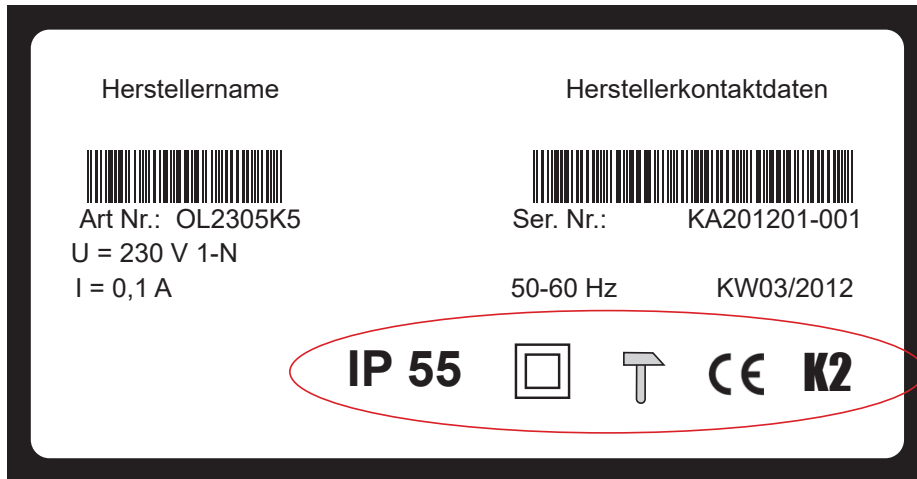 Herstellername
Herstellerkontaktdaten
Art Nr.: OL2305K5
Ser. Nr.: KA201201-001
U = 230 V 1-N
I = 0,1 A
50-60 Hz
KW03/2012
IP 55
CE
K2